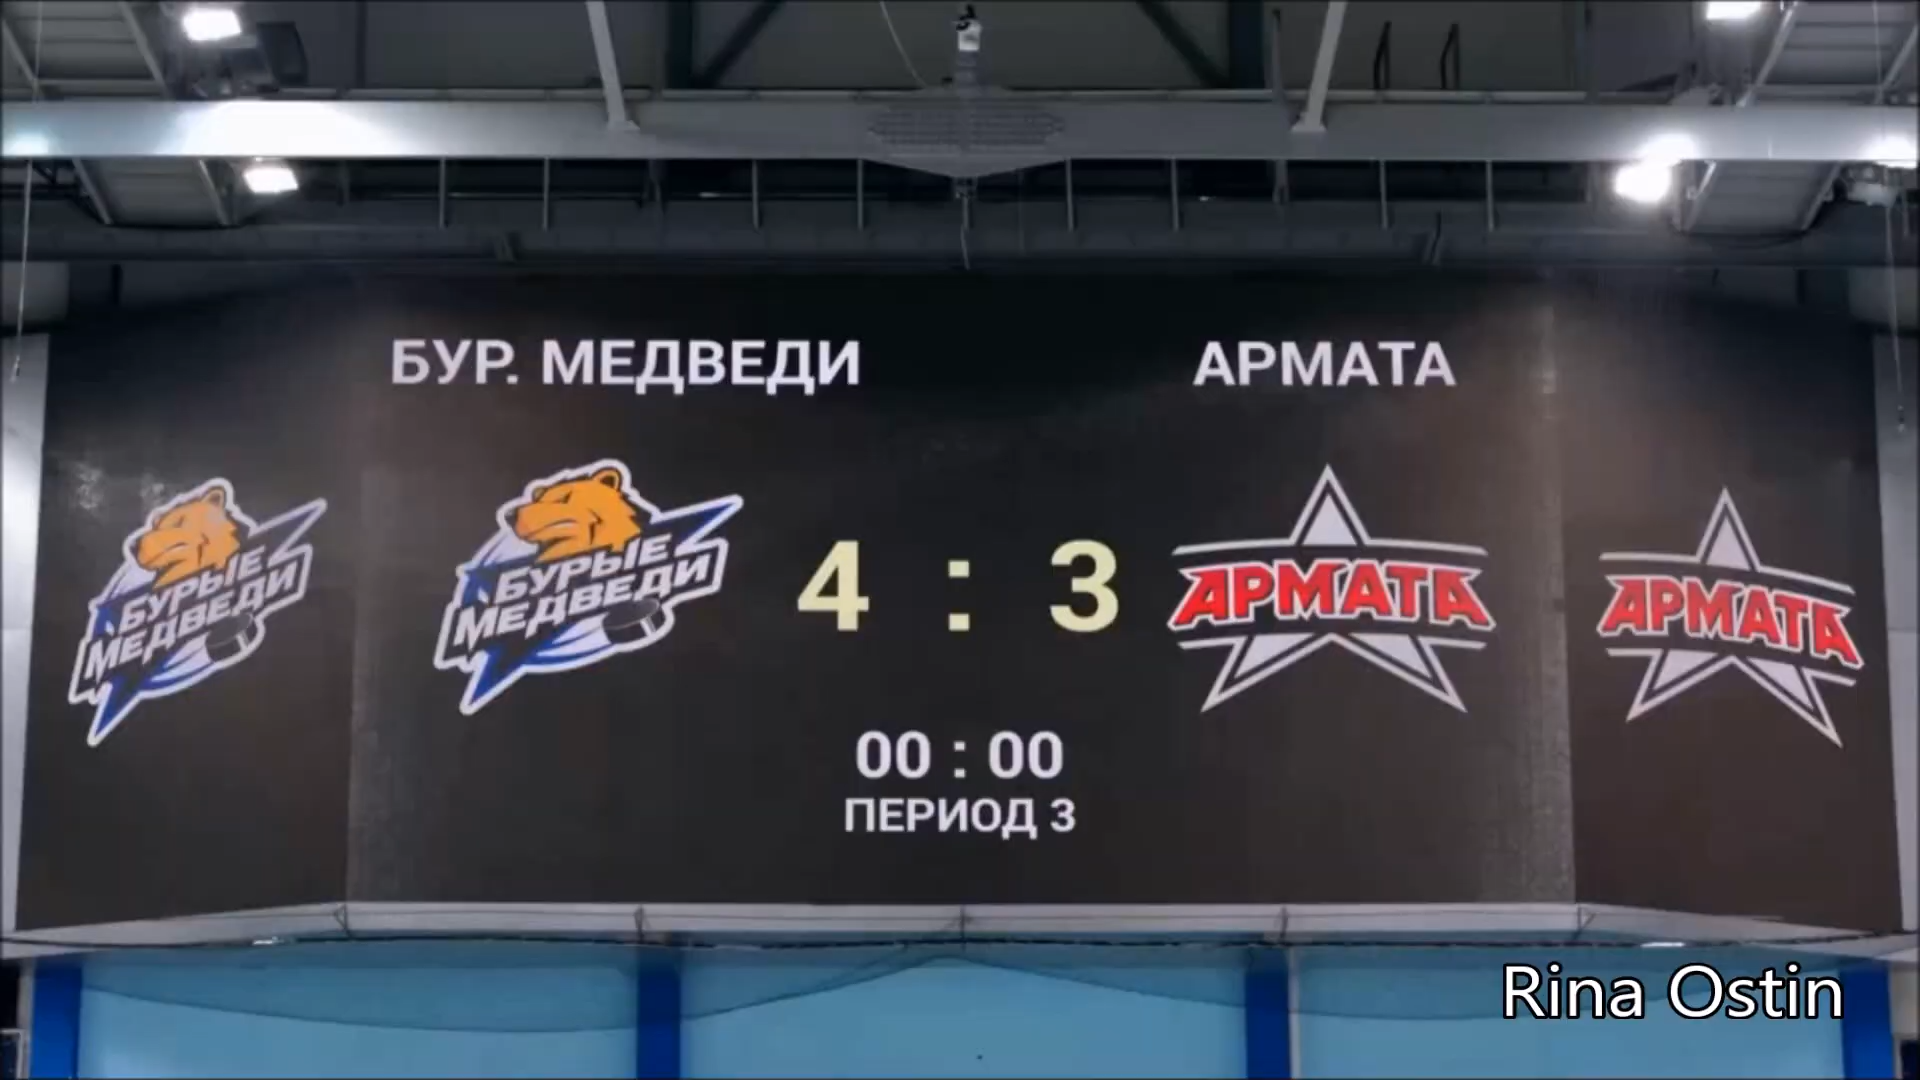 БУР. МЕДВЕДИ
АРМАТА
БУРЫЕ
МЕДВЕДИ
БУРЫЕ
МЕДВЕДИ
4 : 3
АРМАТА
АРМАТА
00 : 00
ПЕРИОД 3
Rina Ostin